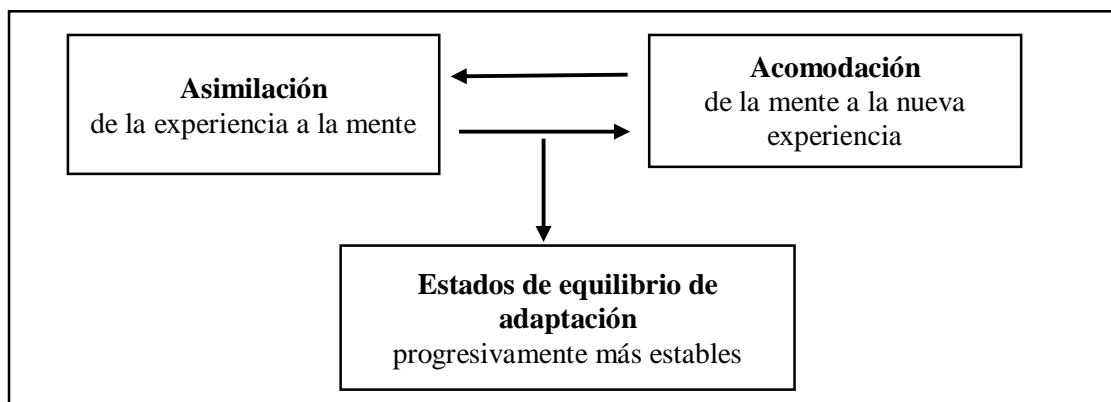 Asimilación
de la experiencia a la mente
Acomodación
de la mente a la nueva
experiencia
Estados de equilibrio de
adaptación
progresivamente más estables